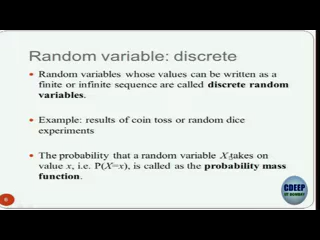 Random variable: discrete
• Random variables whose values can be written as a
finite or infinite sequence are called discrete random
variables.
• Example: results of coin toss or random dice
experiments
• The probability that a random variable X takes on
value x, i.e. P(X=x), is called as the probability mass
function.
CDEEP
IIT BOMBAY